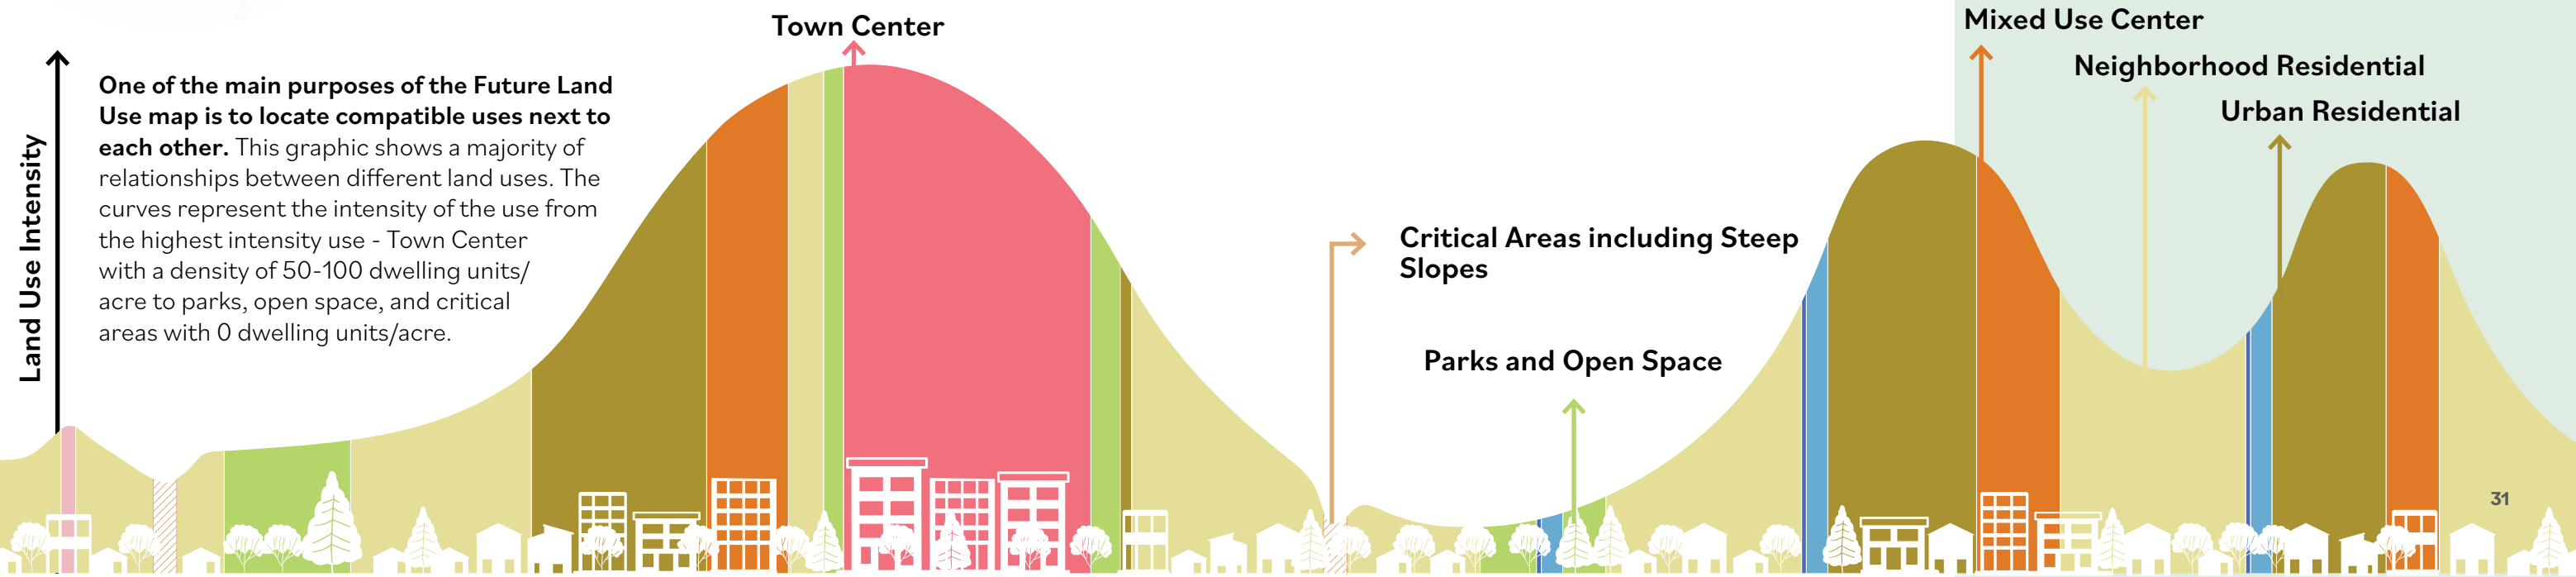 Town Center
Mixed Use Center
Neighborhood Residential
Urban Residential
Land Use Intensity
One of the main purposes of the Future Land
Use map is to locate compatible uses next to
each other. This graphic shows a majority of
relationships between different land uses. The
curves represent the intensity of the use from
the highest intensity use - Town Center
with a density of 50-100 dwelling units/
acre to parks, open space, and critical
areas with 0 dwelling units/acre.
Critical Areas including Steep
Slopes
Parks and Open Space
31